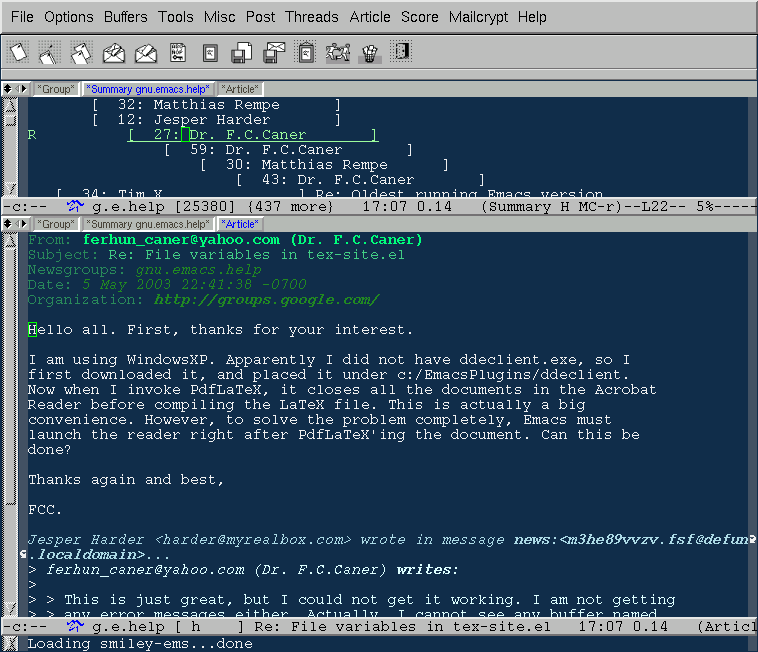 File Options Buffers Tools Misc Post Threads Article Score Mailcrypt Help
*Group* *Summary gnu.emacs.help* *Article*
[ 32: Matthias Rempe ]
[ 12: Jesper Harder ]
R [ 27: Dr. F.C.Caner ]
[ 59: Dr. F.C.Caner ]
[ 30: Matthias Rempe ]
[ 43: Dr. F.C.Caner ]
[ 34: Tim X ] Re: Oldest running Emacs version
-c:-- g.e.help [25380] {437 more} 17:07 0.14 (Summary H MC-r)--L22-- 5%-----
*Group* *Summary gnu.emacs.help* *Article*
From: ferhun_caner@yahoo.com (Dr. F.C.Caner)
Subject: Re: File variables in tex-site.el
Newsgroups: gnu.emacs.help
Date: 5 May 2003 22:41:38 -0700
Organization: http://groups.google.com/
Hello all. First, thanks for your interest.
I am using WindowsXP. Apparently I did not have ddeclient.exe, so I
first downloaded it, and placed it under c:/EmacsPlugins/ddeclient.
Now when I invoke PdfLaTeX, it closes all the documents in the Acrobat
Reader before compiling the LaTeX file. This is actually a big
convenience. However, to solve the problem completely, Emacs must
launch the reader right after PdfLaTeX'ing the document. Can this be
done?
Thanks again and best,
FCC.
Jesper Harder <harder@myrealbox.com> wrote in message news:<m3he89vvzv.fsf@defun
.localdomain>...
> ferhun_caner@yahoo.com (Dr. F.C.Caner) writes:
>
> > This is just great, but I could not get it working. I am not getting
> > any error messages either. Actually, I cannot see any buffer named
-c:-- g.e.help [ h ] Re: File variables in tex-site.el 17:07 0.14 (Articl
Loading smiley-ems...done